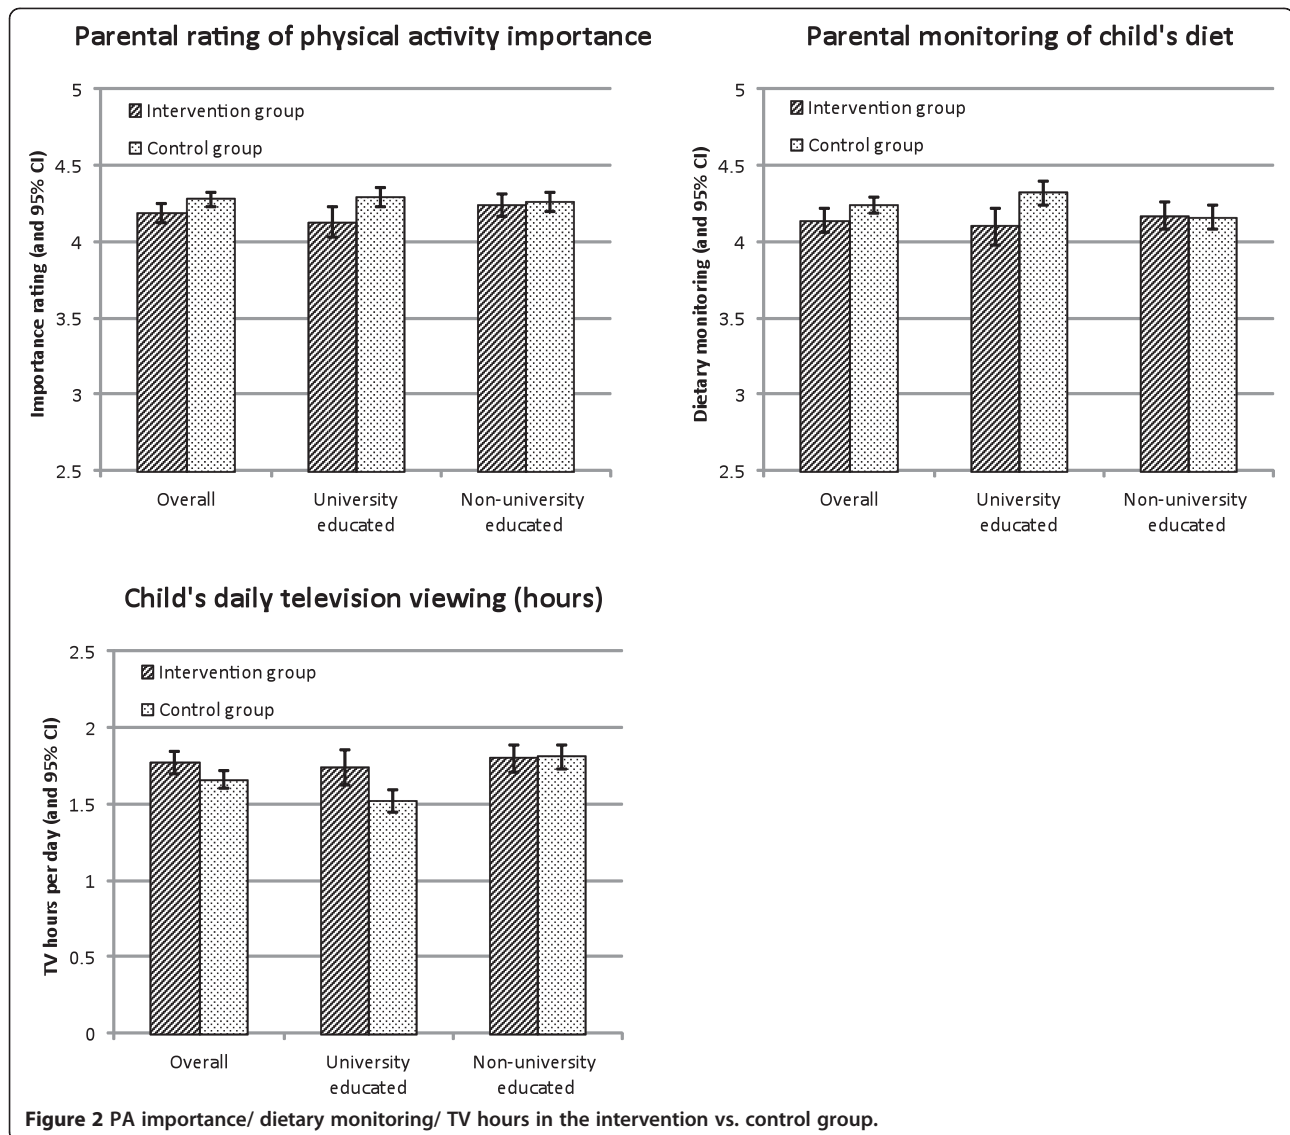 Parental rating of physical activity importance
Importance rating (and 95% CI)
5
4.5
4
3.5
3
2.5
Intervention group
Control group
Overall
University
educated
Non-university
educated
Parental monitoring of child's diet
Dietary monitoring (and 95% CI)
5
4.5
4
3.5
3
2.5
Intervention group
Control group
Overall
University
educated
Non-university
educated
Child's daily television viewing (hours)
TV hours per day (and 95% CI)
2.5
2
1.5
1
0.5
0
Intervention group
Control group
Overall
University
educated
Non-university
educated
Figure 2 PA importance/ dietary monitoring/ TV hours in the intervention vs. control group.